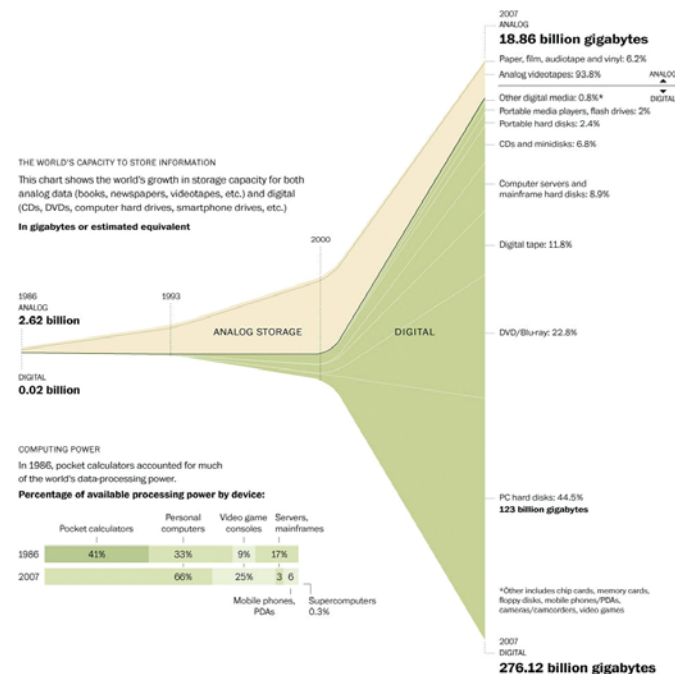 2007
ANALOG
18.86 billion gigabytes
Paper, film, audiotape and vinyl: 6.2%
Analog videotapes: 93.8%
ANALOG
DIGITAL
Other digital media: 0.8%*
Portable media players, flash drives: 2%
Portable hard disks: 2.4%
CDs and minidisks: 6.8%
Computer servers and
mainframe hard disks: 8.9%
Digital tape: 11.8%
DVD/Blu-ray: 22.8%
PC hard disks: 44.5%
123 billion gigabytes
*Other includes chip cards, memory cards,
floppy disks, mobile phones/PDAs,
cameras/camcorders, video games
2007
DIGITAL
276.12 billion gigabytes
THE WORLD'S CAPACITY TO STORE INFORMATION
This chart shows the world's growth in storage capacity for both
analog data (books, newspapers, videotapes, etc.) and digital
(CDs, DVDs, computer hard drives, smartphone drives, etc.)
In gigabytes or estimated equivalent
1986
ANALOG
2.62 billion
1993
2000
ANALOG STORAGE
DIGITAL
DIGITAL
0.02 billion
COMPUTING POWER
In 1986, pocket calculators accounted for much
of the world's data-processing power.
Percentage of available processing power by device:
Pocket calculators
Personal
computers
Video game
consoles
Servers,
mainframes
1986 41% 33% 9% 17%
2007 66% 25% 3 6
Mobile phones,
PDAs
Supercomputers
0.3%